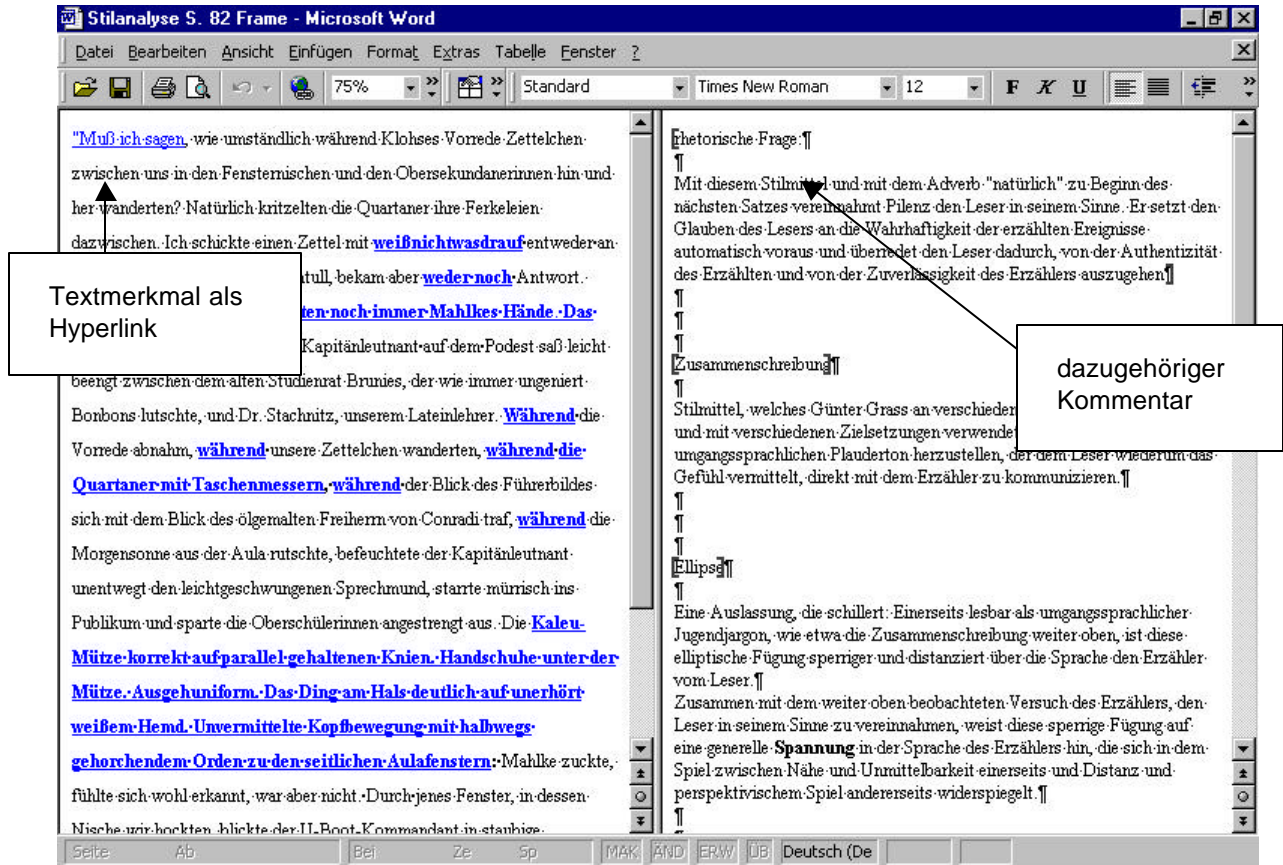 Stilanalyse S. 82 Frame - Microsoft Word
Datei Bearbeiten Ansicht Einfügen Format Extras Tabelle Fenster ?
75% Standard Times New Roman 12 F K U
"Muß ich sagen, wie umständlich während Klohses Vorrede Zettelchen
zwischen uns in den Fensternischen und den Obersekundanerinnen hin und
her wanderten? Natürlich kritzelten die Quartaner ihre Ferkeleien
dazwischen. Ich schickte einen Zettel mit weißnichtwasdrauf entweder an
tull, bekam aber weder noch Antwort.
ten noch immer Mahlkes Hände. Das
Kapitänleutnant auf dem Podest saß leicht
beengt zwischen dem alten Studienrat Brunies, der wie immer ungeniert
Bonbons lutschte, und Dr. Stachnitz, unserem Lateinlehrer. Während die
Vorrede abnahm, während unsere Zettelchen wanderten, während die
Quartaner mit Taschenmessern, während der Blick des Führerbildes
sich mit dem Blick des ölgemalten Freiherrn von Conradi traf, während die
Morgensonne aus der Aula rutschte, befeuchtete der Kapitänleutnant
unentwegt den leichtgeschwungenen Sprechmund, starrte mürrisch ins
Publikum und sparte die Oberschülerinnen angestrengt aus. Die Kaleu-
Mütze korrekt auf parallel gehaltenen Knien. Handschuhe unter der
Mütze. Ausgehuniform. Das Ding am Hals deutlich auf unerhört
weißem Hemd. Unvermittelte Kopfbewegung mit halbwegs
gehorchendem Orden zu den seitlichen Aulafenstern: Mahlke zuckte,
fühlte sich wohl erkannt, war aber nicht. Durch jenes Fenster, in dessen
Nische wir hockten, blickte der U-Boot-Kommandant in staubige
Textmerkmal als
Hyperlink
[rhetorische Frage:¶
¶
Mit diesem Stilmittel und mit dem Adverb "natürlich" zu Beginn des
nächsten Satzes vereinnahmt Pilenz den Leser in seinem Sinne. Er setzt den
Glauben des Lesers an die Wahrhaftigkeit der erzählten Ereignisse
automatisch voraus und überredet den Leser dadurch, von der Authentizität
des Erzählten und von der Zuverlässigkeit des Erzählers auszugehen]¶
¶
¶
¶
[Zusammenschreibung]¶
¶
Stilmittel, welches Günter Grass an verschieden
und mit verschiedenen Zielsetzungen verwendet
umgangssprachlichen Plauderton herzustellen, der dem Leser wiederum das
Gefühl vermittelt, direkt mit dem Erzähler zu kommunizieren.¶
¶
¶
¶
[Ellipse]¶
¶
Eine Auslassung, die schillert: Einerseits lesbar als umgangssprachlicher
Jugendjargon, wie etwa die Zusammenschreibung weiter oben, ist diese
elliptische Fügung sperriger und distanziert über die Sprache den Erzähler
vom Leser.¶
Zusammen mit dem weiter oben beobachteten Versuch des Erzählers, den
Leser in seinem Sinne zu vereinnahmen, weist diese sperrige Fügung auf
eine generelle Spannung in der Sprache des Erzählers hin, die sich in dem
Spiel zwischen Nähe und Unmittelbarkeit einerseits und Distanz und
perspektivischem Spiel andererseits widerspiegelt.¶
¶
¶
dazugehöriger
Kommentar
Seite Ab Bei Ze Sp MAK ÄND ERW ÜB Deutsch (De